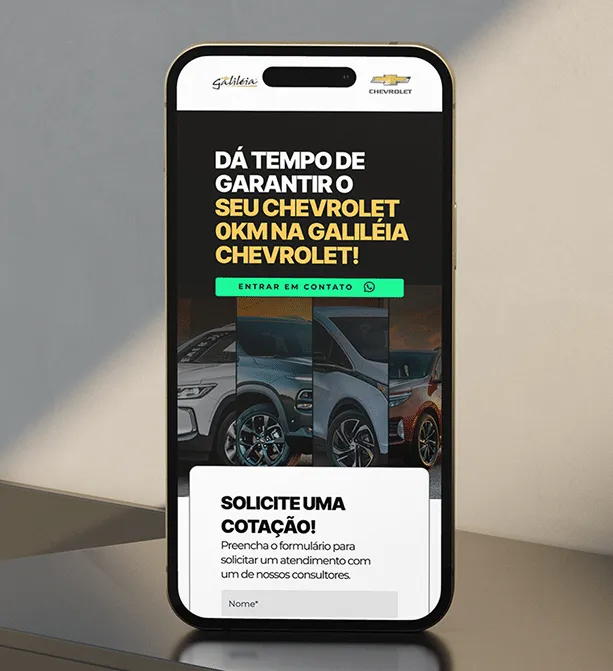 Galiléia
CHEVROLET
DÁ TEMPO DE
GARANTIR O
SEU CHEVROLET
0KM NA GALILÉIA
CHEVROLET!
ENTRAR EM CONTATO
SOLICITE UMA
COTAÇÃO!
Preencha o formulário para
solicitar um atendimento com
um de nossos consultores.
Nome*